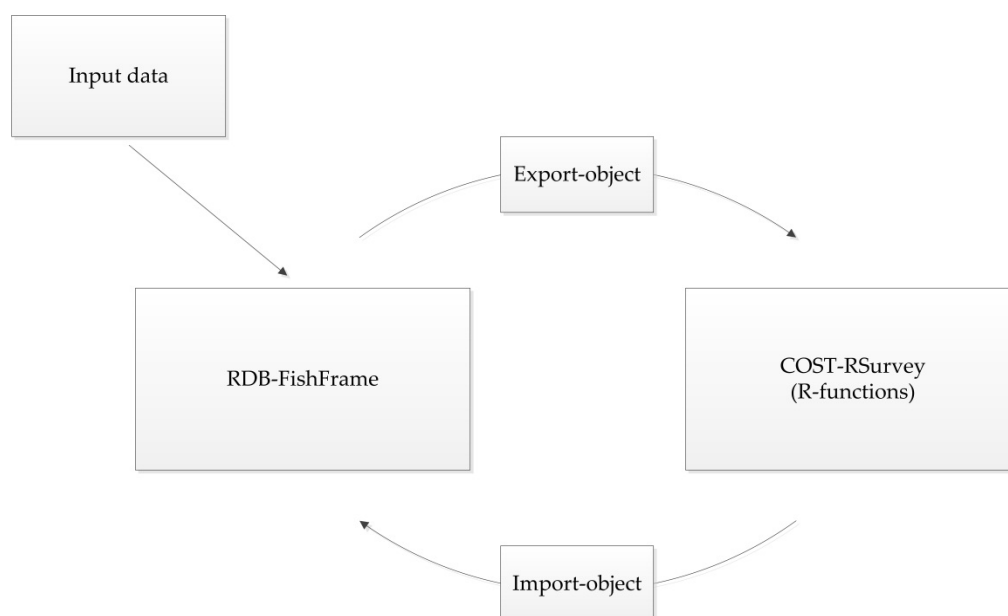 Input data
Export-object
RDB-FishFrame
COST-RSurvey
(R-functions)
Import-object